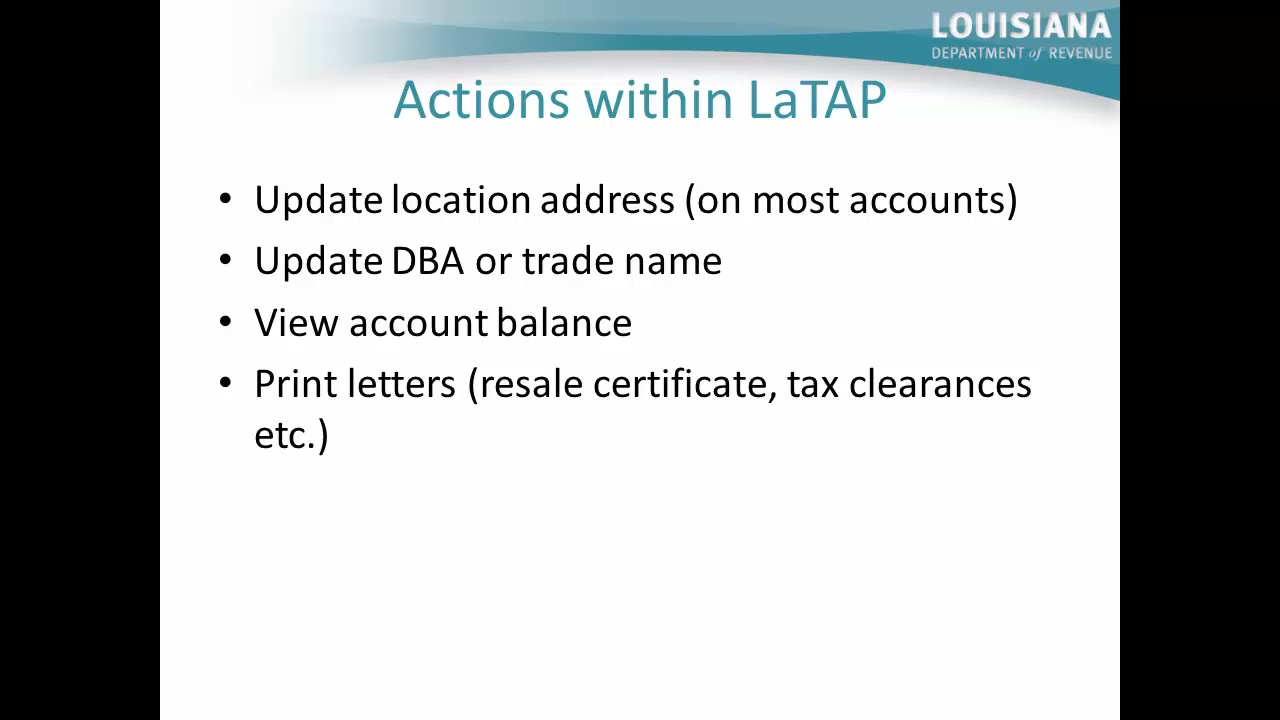 LOUISIANA
DEPARTMENT of REVENUE
Actions within LaTAP
• Update location address (on most accounts)
• Update DBA or trade name
• View account balance
• Print letters (resale certificate, tax clearances
etc.)